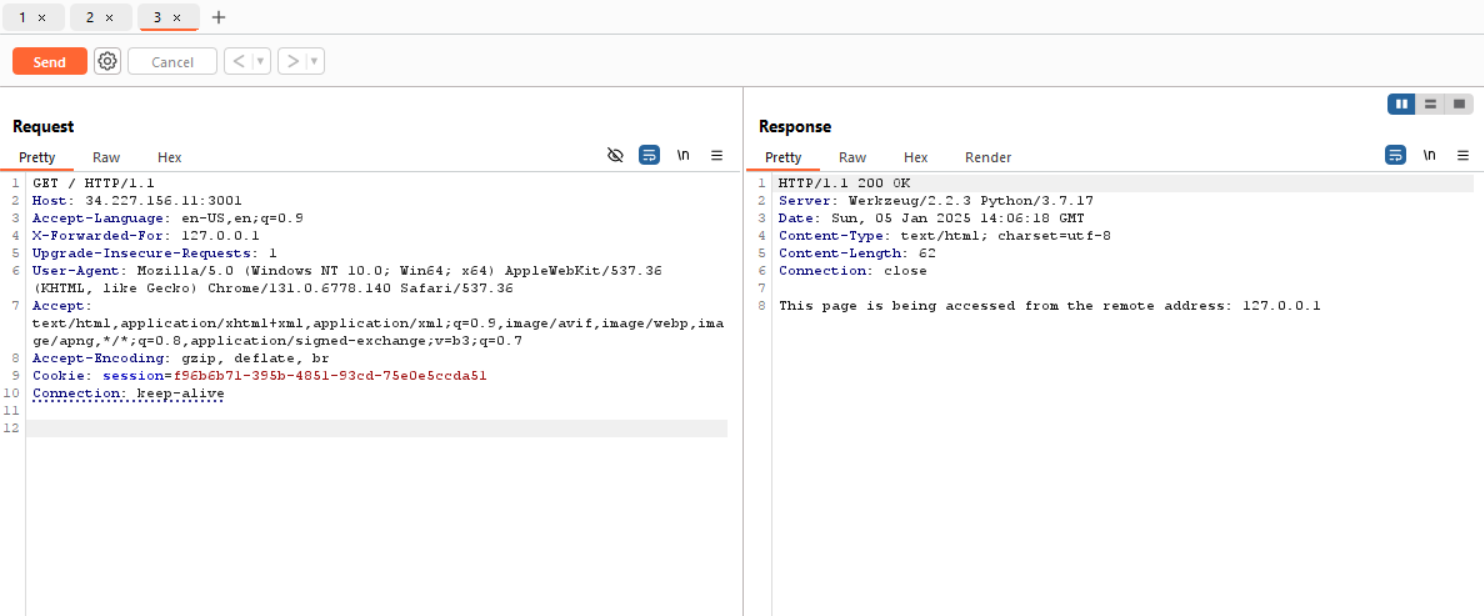 1 × 2 × 3 × +
Send Cancel < >
Request
Pretty Raw Hex \n
1 GET / HTTP/1.1
2 Host: 34.227.156.11:3001
3 Accept-Language: en-US,en;q=0.9
4 X-Forwarded-For: 127.0.0.1
5 Upgrade-Insecure-Requests: 1
6 User-Agent: Mozilla/5.0 (Windows NT 10.0; Win64; x64) AppleWebKit/537.36
(KHTML, like Gecko) Chrome/131.0.6778.140 Safari/537.36
7 Accept:
text/html,application/xhtml+xml,application/xml;q=0.9,image/avif,image/webp,ima
ge/apng,*/*;q=0.8,application/signed-exchange;v=b3;q=0.7
8 Accept-Encoding: gzip, deflate, br
9 Cookie: session=f96b6b71-395b-4851-93cd-75e0e5ccda51
10 Connection: keep-alive
11
12
Response
Pretty Raw Hex Render \n
1 HTTP/1.1 200 OK
2 Server: Werkzeug/2.2.3 Python/3.7.17
3 Date: Sun, 05 Jan 2025 14:06:18 GMT
4 Content-Type: text/html; charset=utf-8
5 Content-Length: 62
6 Connection: close
7
8 This page is being accessed from the remote address: 127.0.0.1